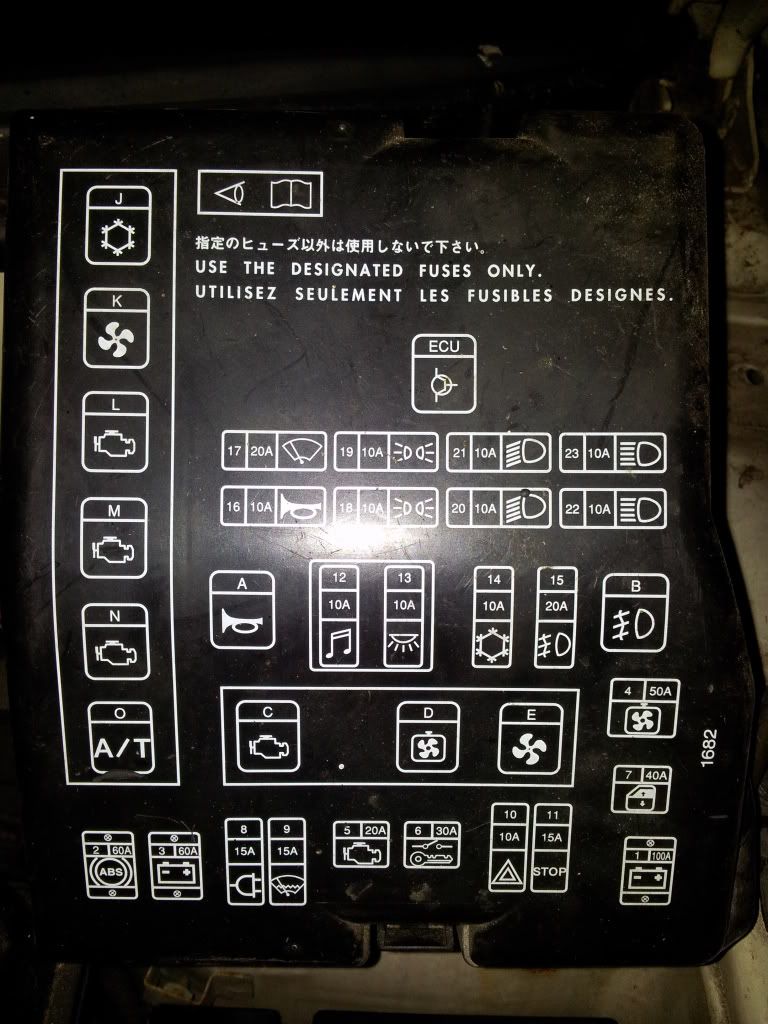 J
指定のヒューズ以外は使用しないで下さい。
USE THE DESIGNATED FUSES ONLY.
UTILISEZ SEULEMENT LES FUSIBLES DESIGNES.
K
ECU
L
17 20A 19 10A 21 10A 23 10A
16 10A 18 10A 20 10A 22 10A
M
N
A
12 13 14 15
10A 10A 10A 20A
B
O
A/T
C D E
4 50A
1682
7 40A
2 60A
ABS
3 60A
8 9
15A 15A
5 20A
6 30A
10 11
10A 15A
STOP
1 100A